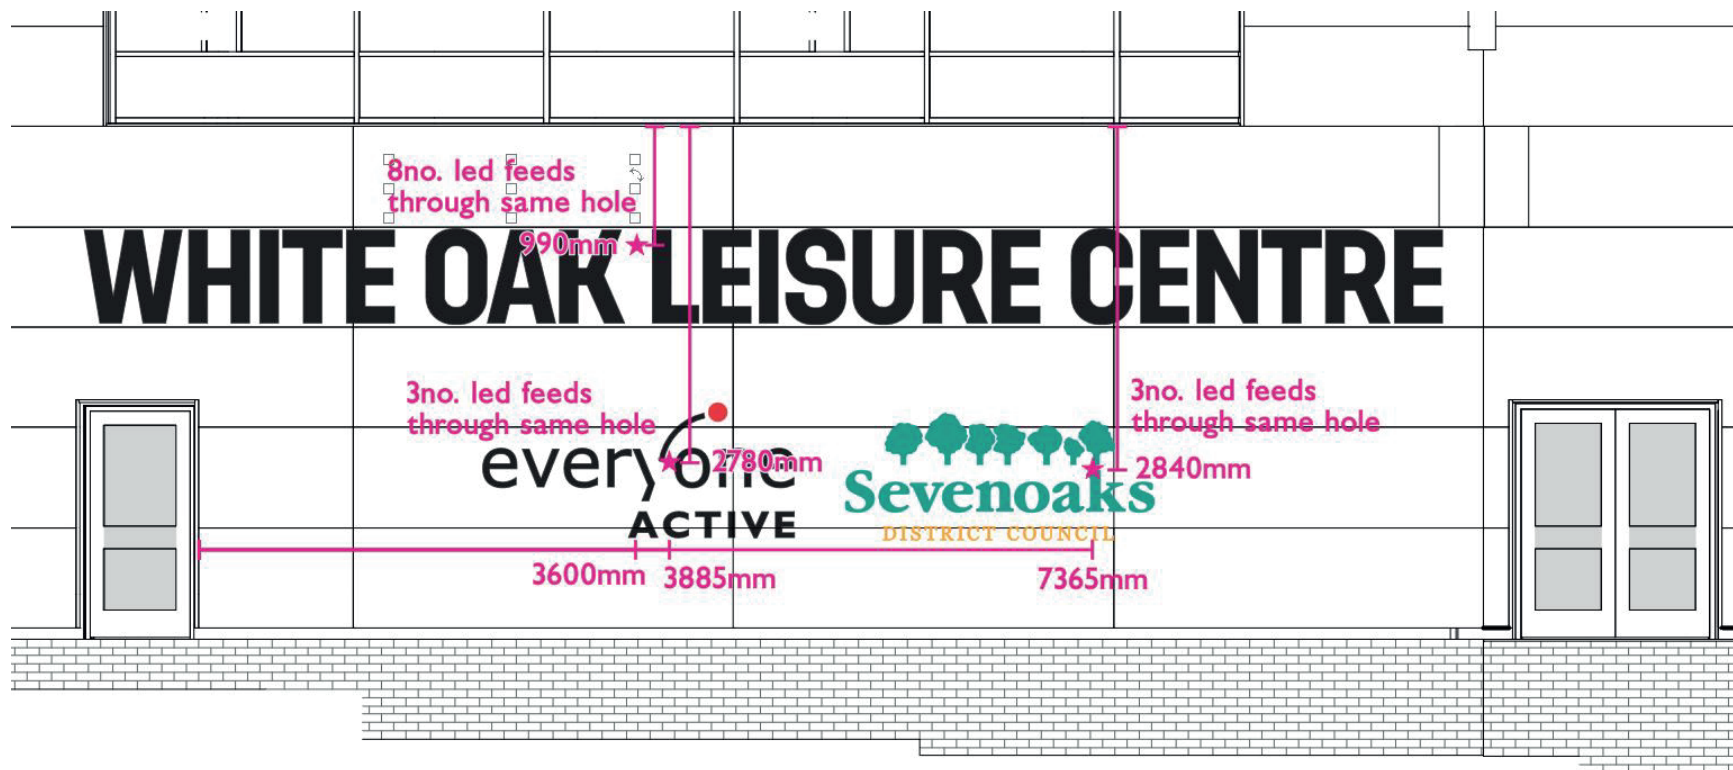 8no. led feeds
through same hole
990mm
WHITE OAK LEISURE CENTRE
3no. led feeds
through same hole
everyone
ACTIVE
2780mm
Sevenoaks
DISTRICT COUNCIL
3no. led feeds
through same hole
2840mm
3600mm 3885mm 7365mm